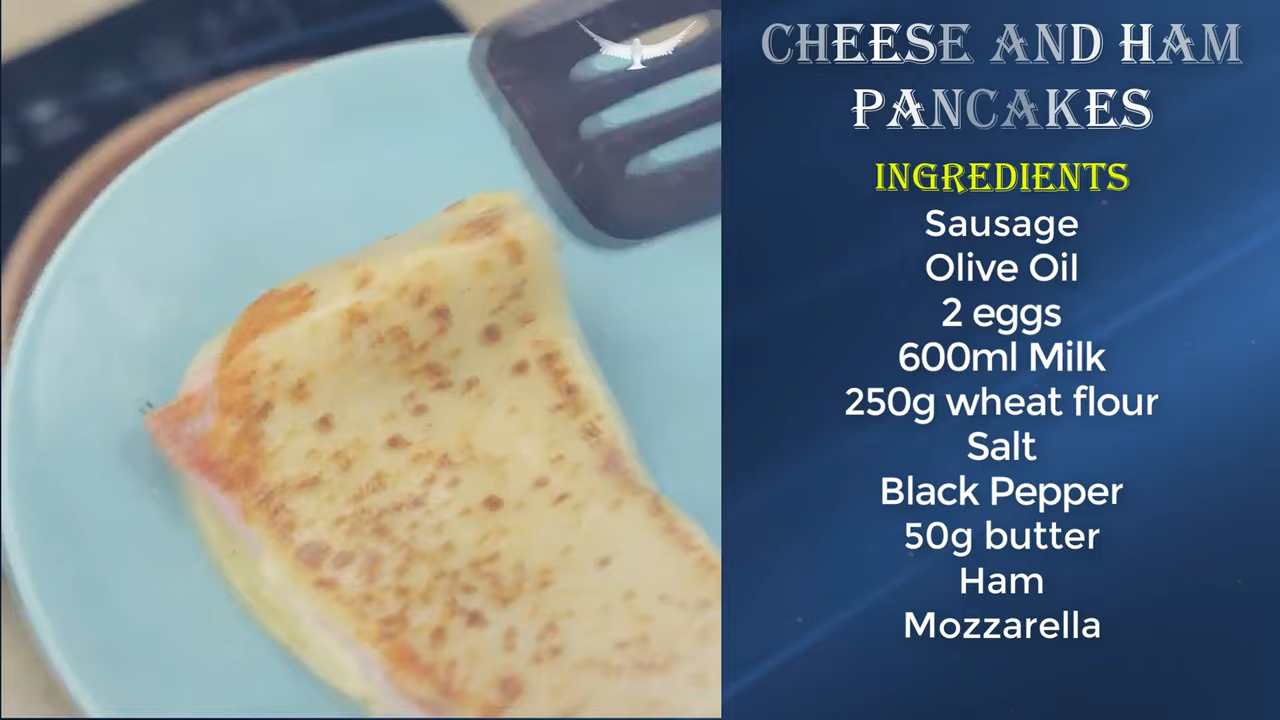 CHEESE AND HAM
PANCAKES
INGREDIENTS
Sausage
Olive Oil
2 eggs
600ml Milk
250g wheat flour
Salt
Black Pepper
50g butter
Ham
Mozzarella